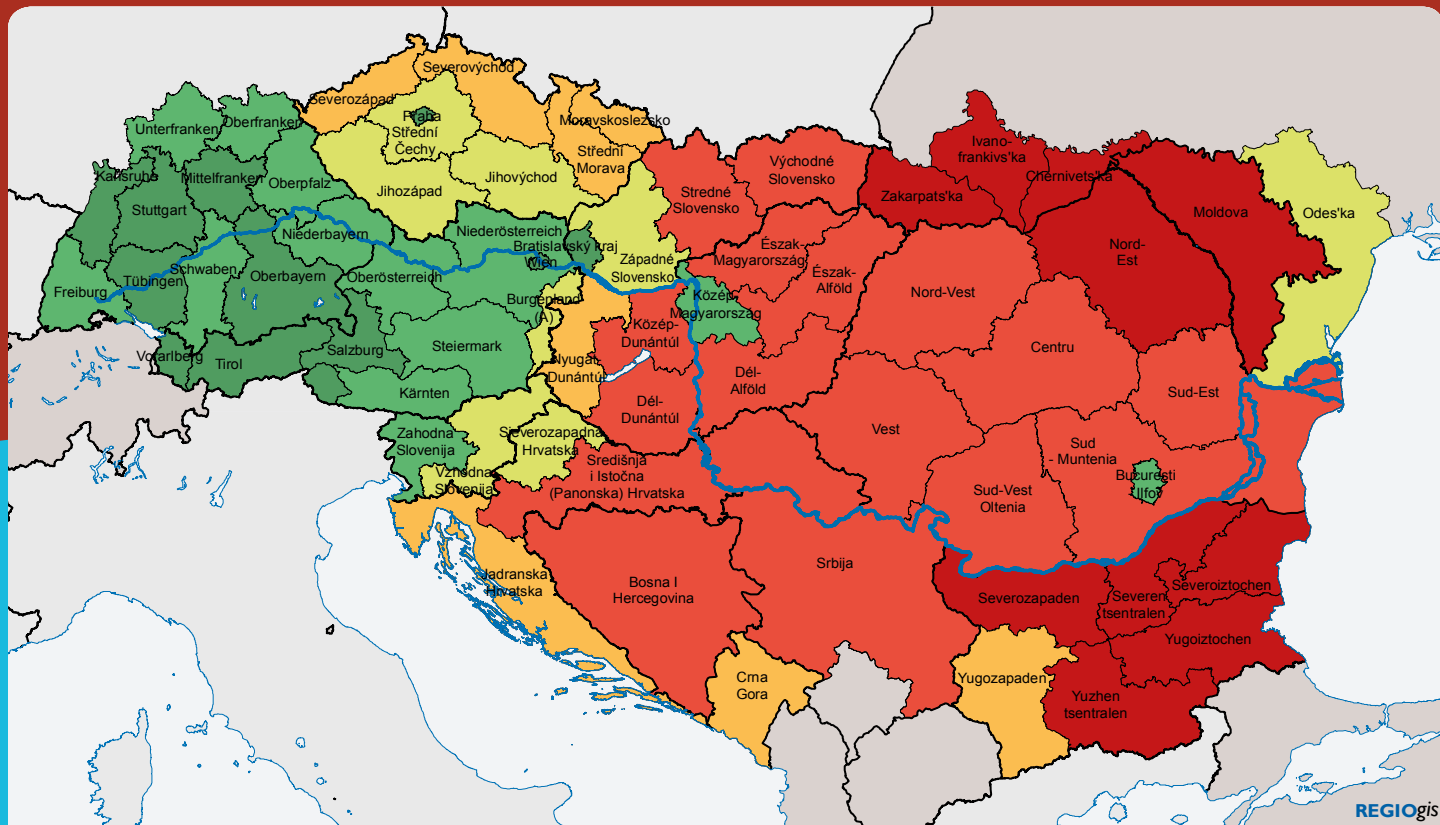 Severovýchod
Severozápad
Praha
Střední
Čechy
Moravskoslezsko
Střední
Morava
Jihozápad
Jihovýchod
Unterfranken
Oberfranken
Karlsruhe
Mittelfranken
Oberpfalz
Stuttgart
Niederbayern
Tübingen
Schwaben
Oberbayern
Freiburg
Niederösterreich
Bratislavský kraj
Wien
Oberösterreich
Burgenland
(A)
Vorarlberg
Tirol
Salzburg
Steiermark
Kärnten
Stredné
Slovensko
Východné
Slovensko
Západné
Slovensko
Észak-
Magyarország
Észak-
Alföld
Közép-
Magyarország
Közép-
Dunántúl
Nyugat-
Dunántúl
Dél-
Dunántúl
Dél-
Alföld
Zahodna
Slovenija
Vzhodna
Slovenija
Sjeverozapadna
Hrvatska
Središnja
i Istočna
(Panonska) Hrvatska
Jadranska
Hrvatska
Bosna I
Hercegovina
Crna
Gora
Srbija
Ivano-
frankivs'ka
Chernivets'ka
Zakarpats'ka
Moldova
Odes'ka
Nord-
Est
Nord-Vest
Centru
Sud-Est
Vest
Sud
- Muntenia
Bucuresti
- Ilfov
Sud-Vest
Oltenia
Severozapaden
Severen
tsentralen
Severoiztochen
Yugoiztochen
Yugozapaden
Yuzhen
tsentralen
REGIOgis